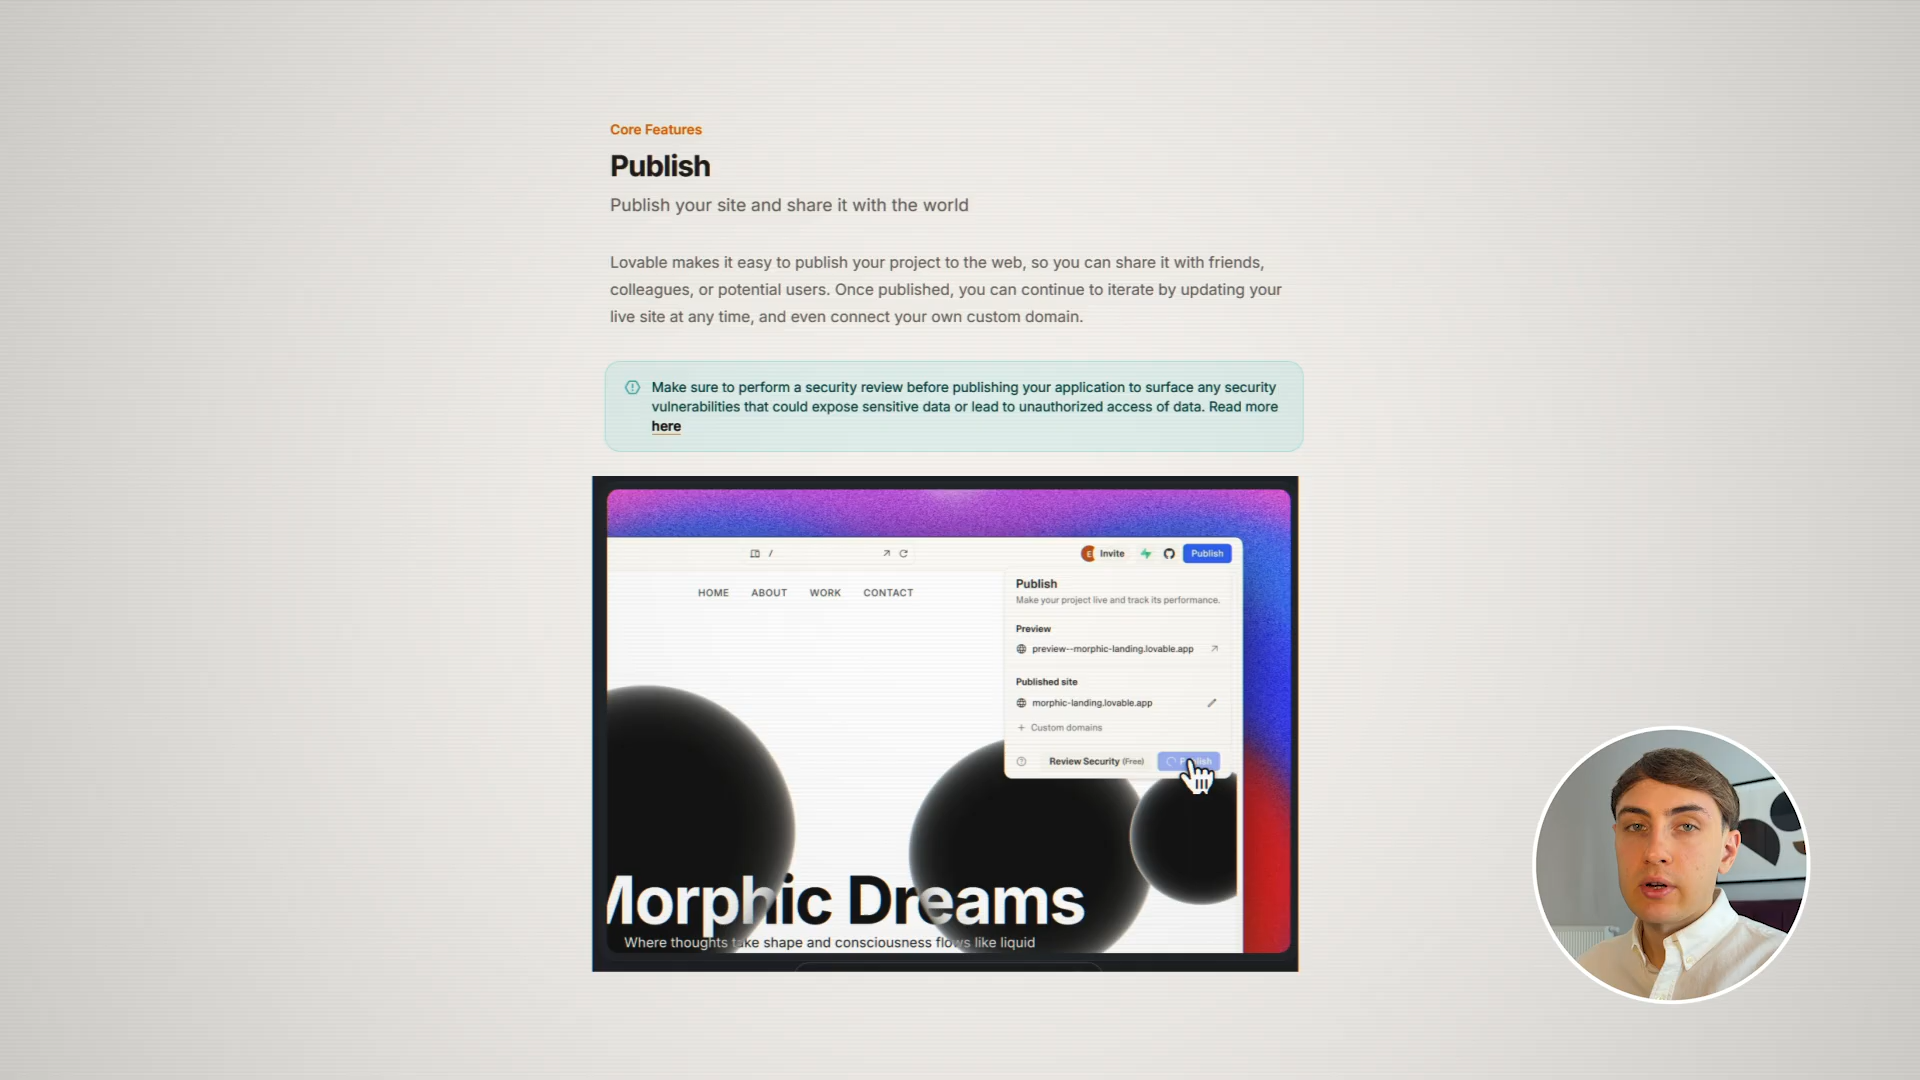 Core Features
Publish
Publish your site and share it with the world
Lovable makes it easy to publish your project to the web, so you can share it with friends,
colleagues, or potential users. Once published, you can continue to iterate by updating your
live site at any time, and even connect your own custom domain.
Make sure to perform a security review before publishing your application to surface any security
vulnerabilities that could expose sensitive data or lead to unauthorized access of data. Read more
here
/
E Invite Publish
HOME ABOUT WORK CONTACT
Publish
Make your project live and track its performance.
Preview
preview--morphic-landing.lovable.app
Published site
morphic-landing.lovable.app
+ Custom domains
Review Security (Free) Publish
Morphic Dreams
Where thoughts take shape and consciousness flows like liquid